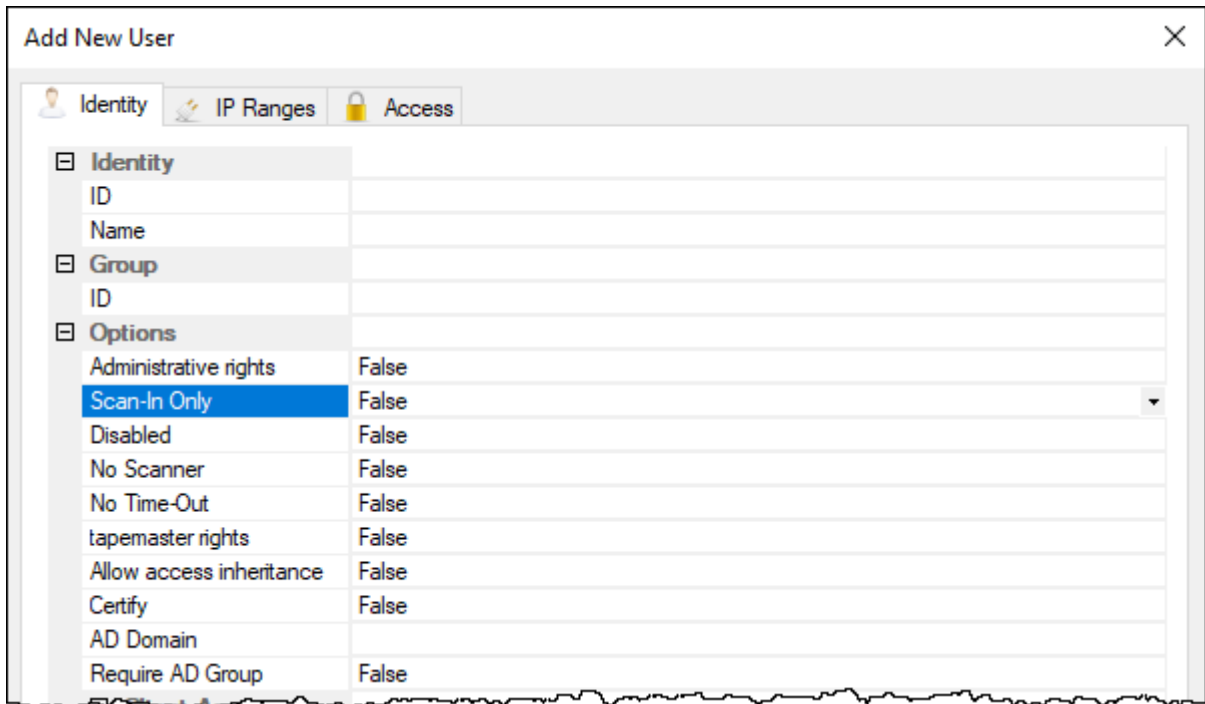 Add New User
Identity IP Ranges Access
Identity
ID
Name
Group
ID
Options
Administrative rights False
Scan-In Only False
Disabled False
No Scanner False
No Time-Out False
tapemaster rights False
Allow access inheritance False
Certify False
AD Domain
Require AD Group False